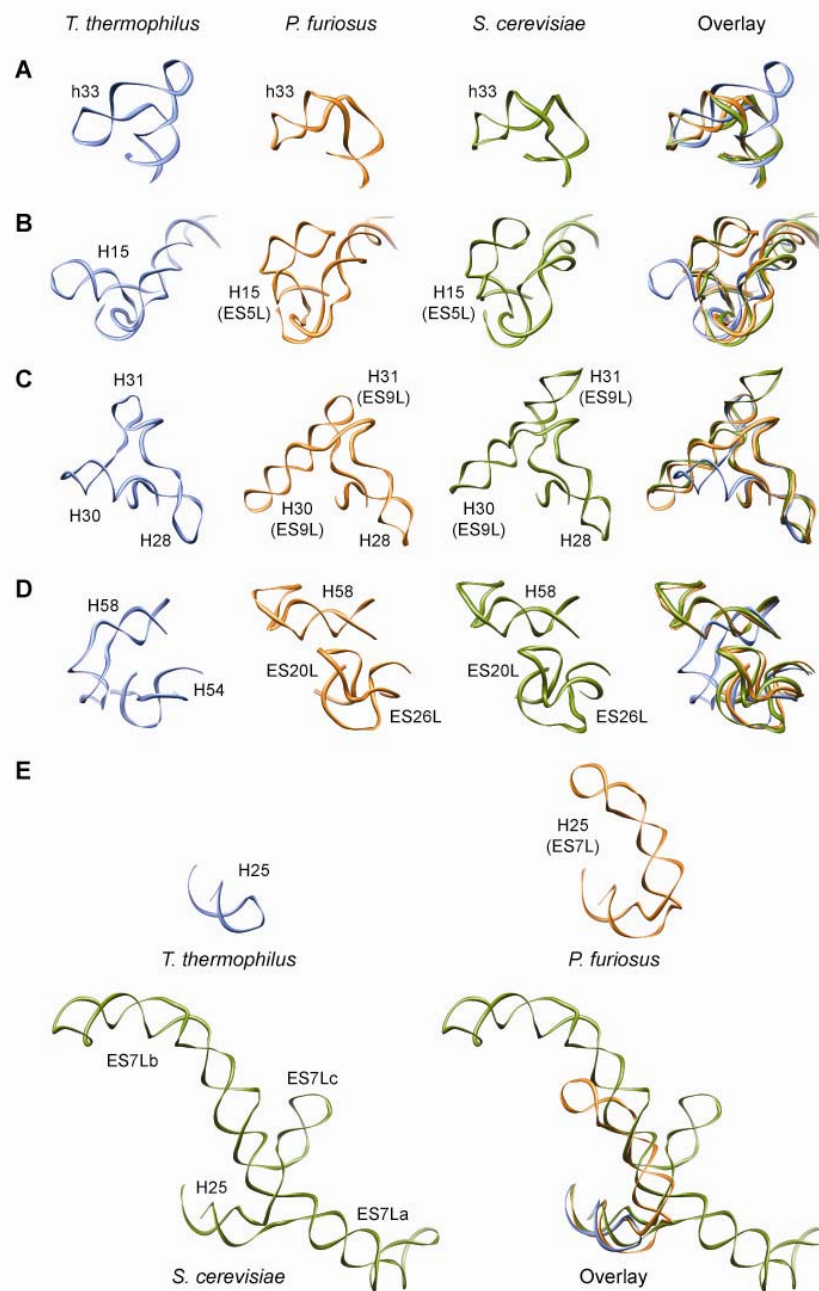 T. thermophilus P. furiosus S. cerevisiae Overlay
A
h33 h33 h33
B
H15
H15
(ES5L)
H15
(ES5L)
C
H31
H30
H28
H31
(ES9L)
H30
(ES9L)
H28
H31
(ES9L)
H30
(ES9L)
H28
D
H58
H54
H58
ES20L
ES26L
H58
ES20L
ES26L
E
H25
T. thermophilus
H25
(ES7L)
P. furiosus
ES7Lb
ES7Lc
H25
ES7La
S. cerevisiae
Overlay